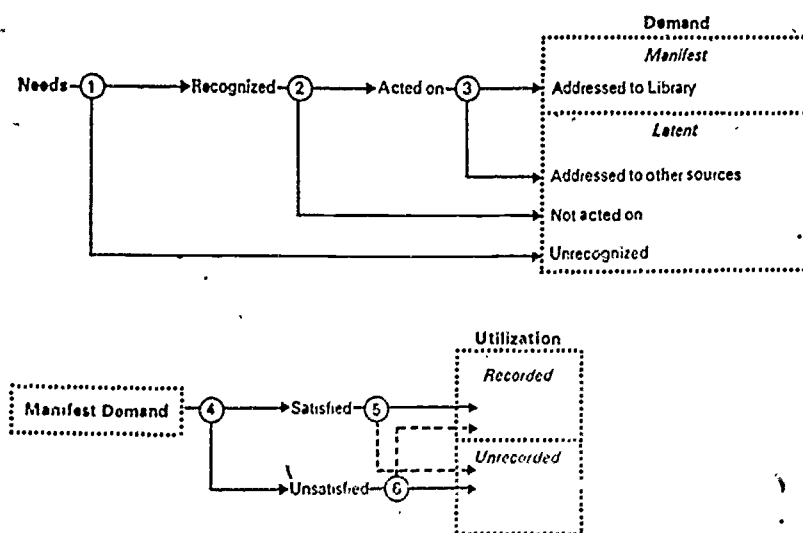 Demand
Manifest
Needs 1 Recognized 2 Acted on 3 Addressed to Library
Latent
Addressed to other sources
Not acted on
Unrecognized
Utilization
Recorded
Manifest Demand 4 Satisfied 5
Unrecorded
Unsatisfied 6